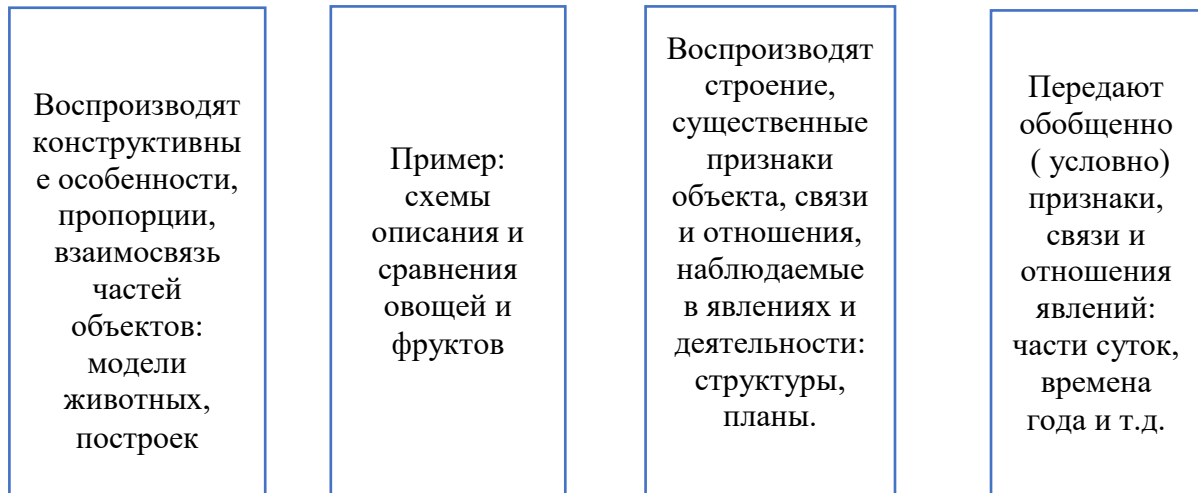 Воспроизводят
конструктивны
е особенности,
пропорции,
взаимосвязь
частей
объектов:
модели
животных,
построек
Пример:
схемы
описания и
сравнения
овощей и
фруктов
Воспроизводят
строение,
существенные
признаки
объекта, связи
и отношения,
наблюдаемые
в явлениях и
деятельности:
структуры,
планы.
Передают
обобщенно
( условно)
признаки,
связи и
отношения
явлений:
части суток,
времена
года и т.д.